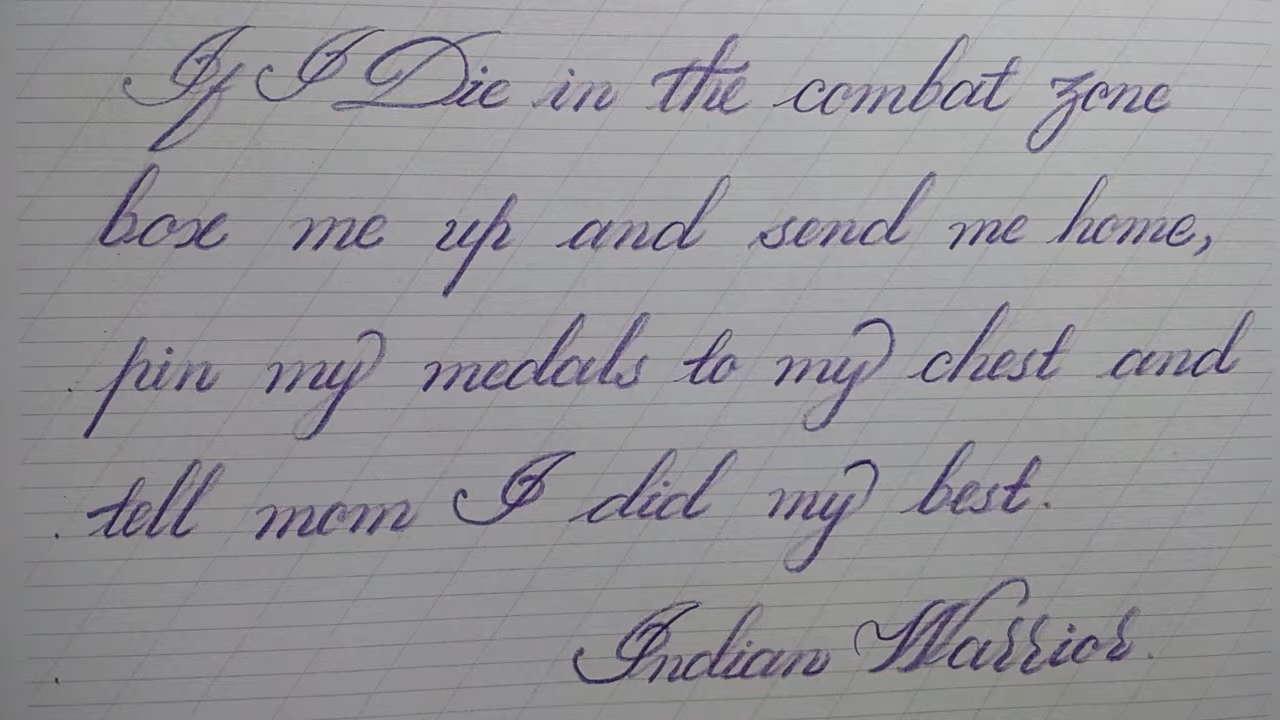 If I Die in the combat zone
box me up and send me home,
pin my medals to my chest and
tell mom I did my best.
Indian Warrior.